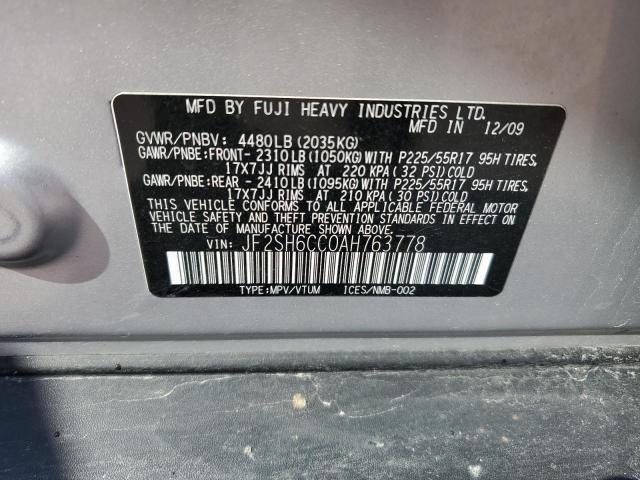 MFD BY FUJI HEAVY INDUSTRIES LTD.
MFD IN 12/09
GVWR/PNBV: 4480LB (2035KG)
GAWR/PNBE:FRONT- 2310LB (1050KG) WITH P225/55R17 95H TIRES,
17X7JJ RIMS AT 220 KPA (32 PSI) COLD
GAWR/PNBE:REAR - 2410LB (1095KG) WITH P225/55R17 95H TIRES,
17X7JJ RIMS AT 210 KPA (30 PSI) COLD
THIS VEHICLE CONFORMS TO ALL APPLICABLE FEDERAL MOTOR
VEHICLE SAFETY AND THEFT PREVENTION STANDARDS IN
EFFECT ON THE DATE OF MANUFACTURE SHOWN ABOVE.
VIN: JF2SH6CC0AH763778
TYPE:MPV/VTUM ICES/NMB-002